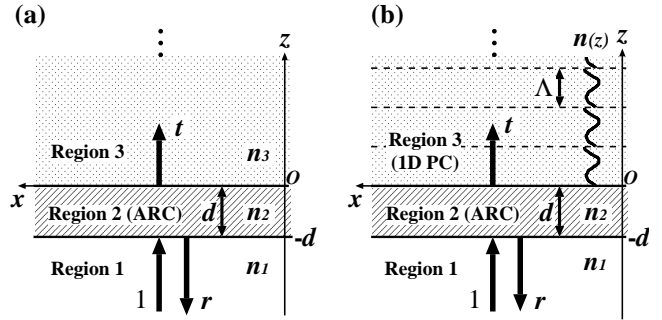 (a)
z
Region 3
t
n3
x
o
Region 2 (ARC)
d
n2
-d
Region 1
n1
1
r
(b)
n(z)
z
Λ
t
Region 3
(1D PC)
x
o
Region 2 (ARC)
d
n2
-d
Region 1
n1
1
r